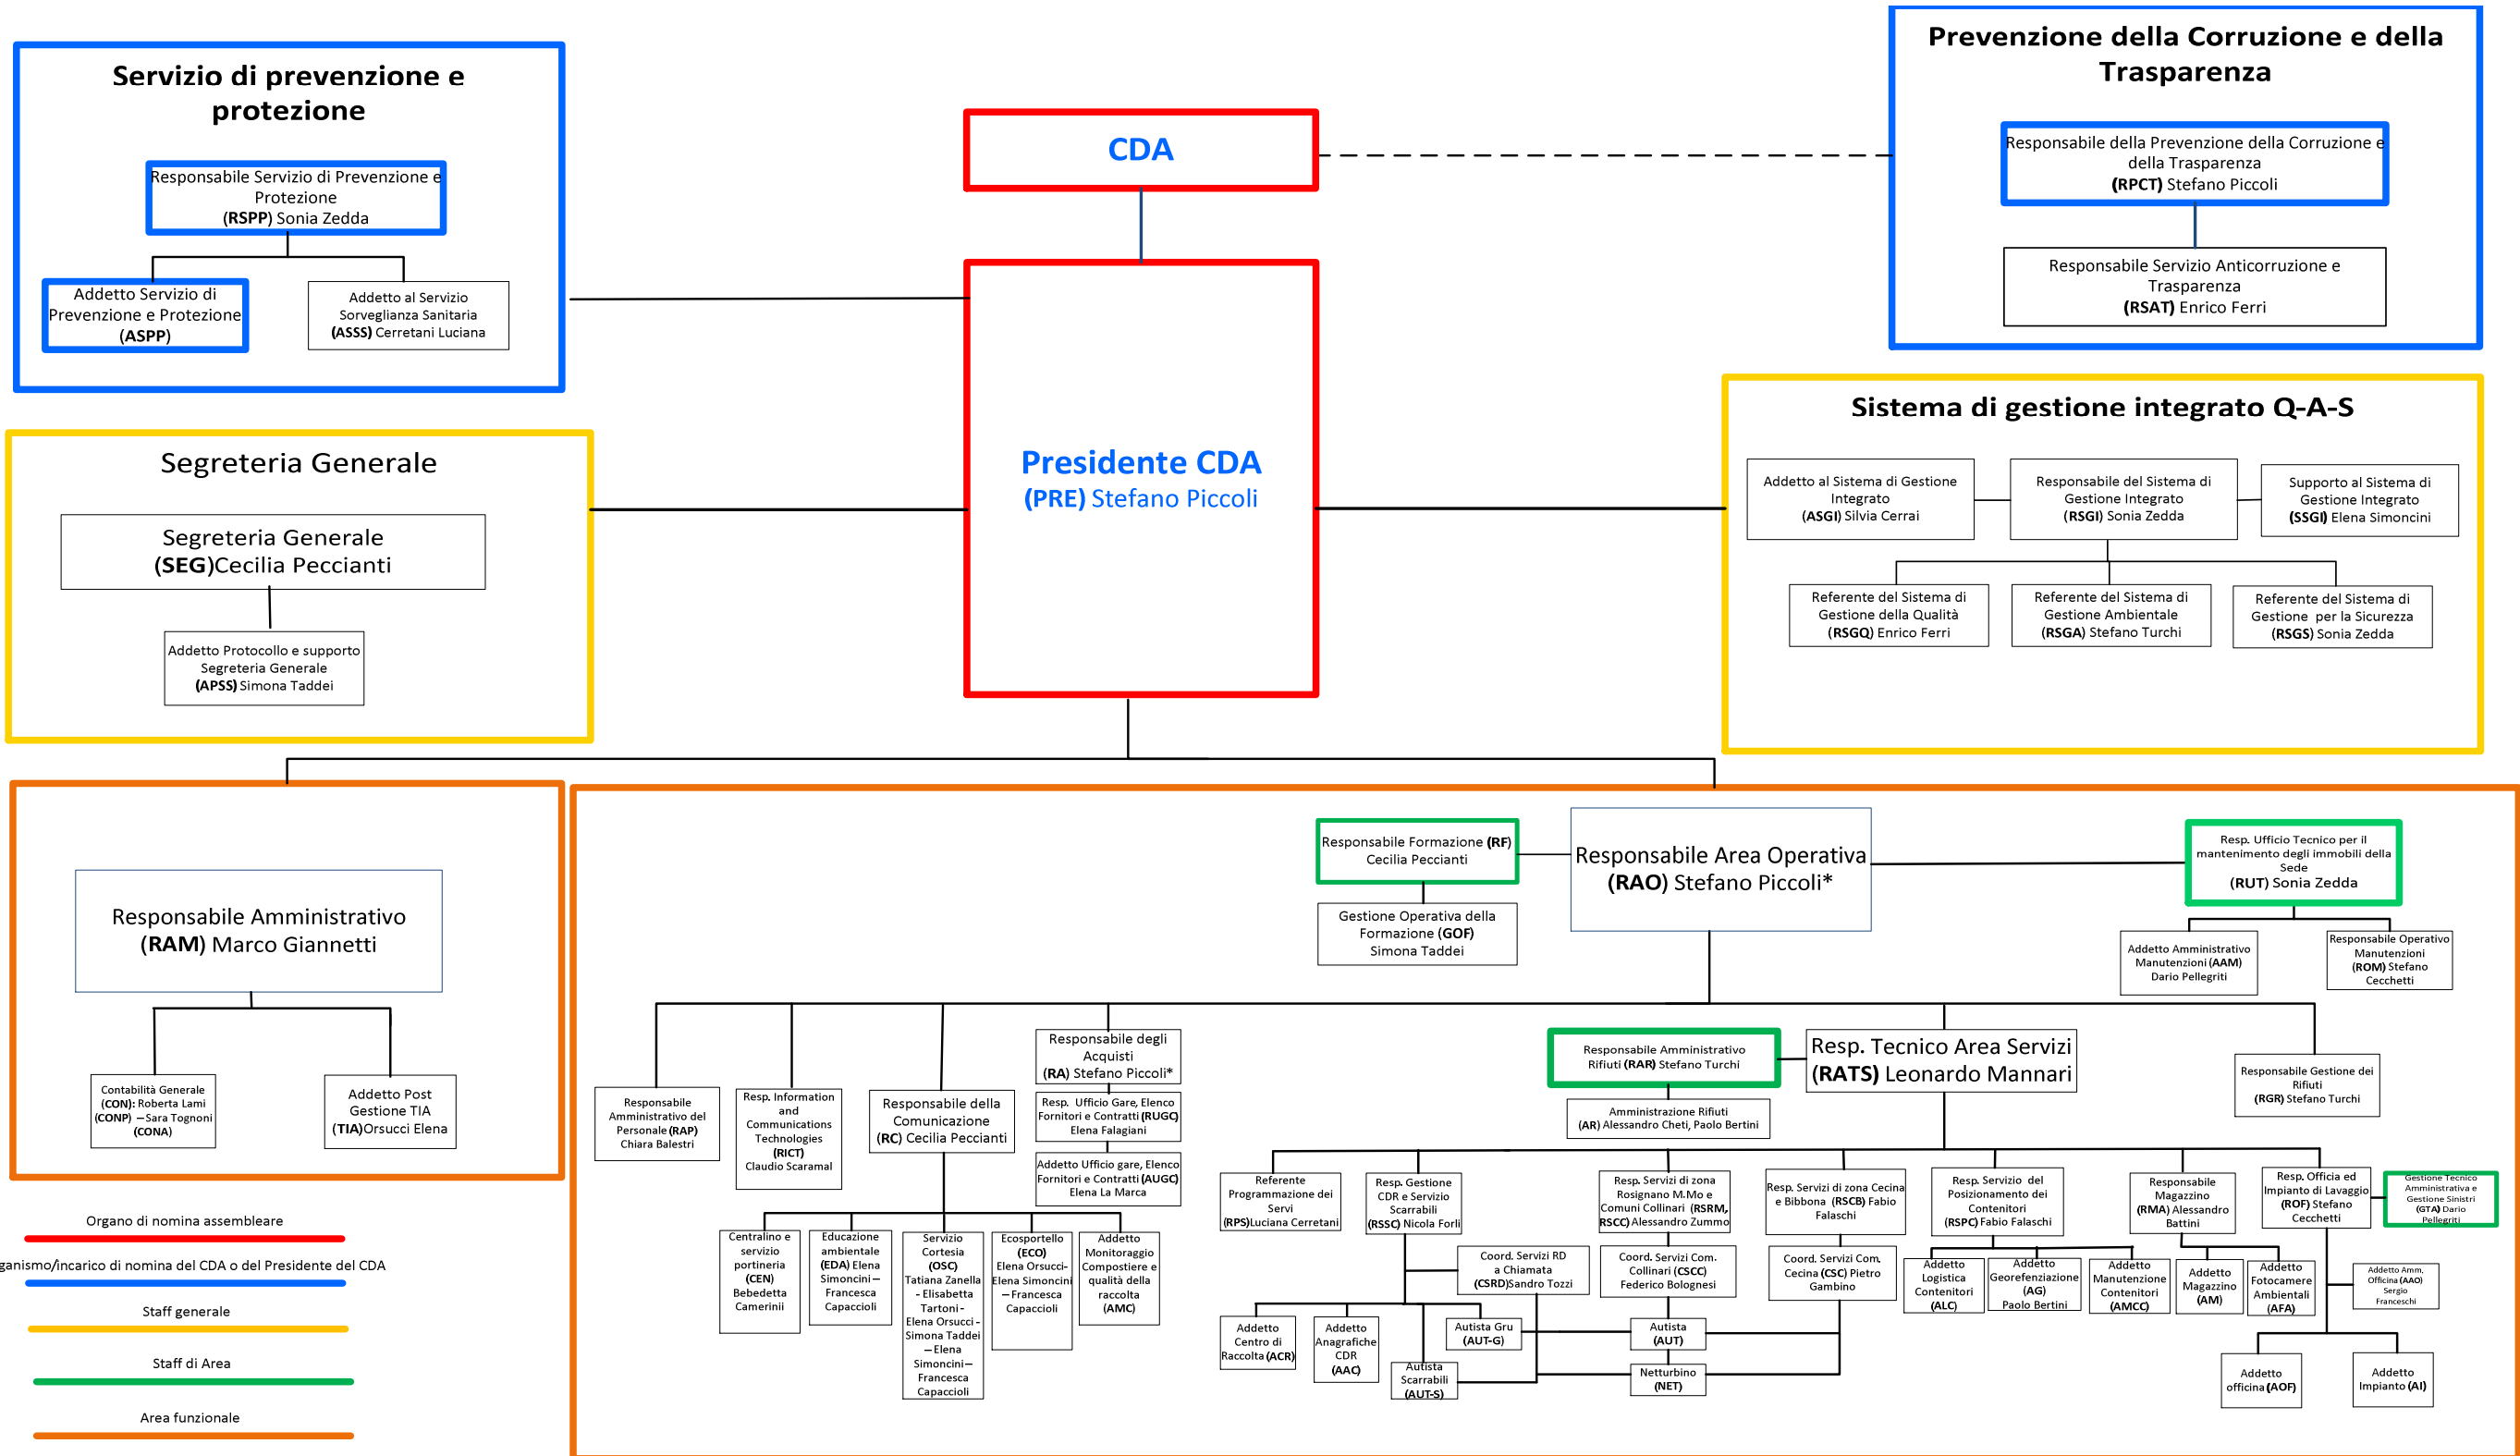 Servizio di prevenzione e
protezione
Responsabile Servizio di Prevenzione e
Protezione
(RSPP) Sonia Zedda
Addetto Servizio di
Prevenzione e Protezione
(ASPP)
Addetto al Servizio
Sorveglianza Sanitaria
(ASSS) Cerretani Luciana
CDA
Prevenzione della Corruzione e della
Trasparenza
Responsabile della Prevenzione della Corruzione e
della Trasparenza
(RPCT) Stefano Piccoli
Responsabile Servizio Anticorruzione e
Trasparenza
(RSAT) Enrico Ferri
Segreteria Generale
Segreteria Generale
(SEG)Cecilia Peccianti
Addetto Protocollo e supporto
Segreteria Generale
(APSS) Simona Taddei
Presidente CDA
(PRE) Stefano Piccoli
Sistema di gestione integrato Q-A-S
Addetto al Sistema di Gestione
Integrato
(ASGI) Silvia Cerrai
Responsabile del Sistema di
Gestione Integrato
(RSGI) Sonia Zedda
Supporto al Sistema di
Gestione Integrato
(SSGI) Elena Simoncini
Referente del Sistema di
Gestione della Qualità
(RSGQ) Enrico Ferri
Referente del Sistema di
Gestione Ambientale
(RSGA) Stefano Turchi
Referente del Sistema di
Gestione per la Sicurezza
(RSGS) Sonia Zedda
Responsabile Amministrativo
(RAM) Marco Giannetti
Contabilità Generale
(CON): Roberta Lami
(CONP) – Sara Tognoni
(CONA)
Addetto Post
Gestione TIA
(TIA)Orsucci Elena
Responsabile Formazione (RF)
Cecilia Peccianti
Gestione Operativa della
Formazione (GOF)
Simona Taddei
Responsabile Area Operativa
(RAO) Stefano Piccoli*
Resp. Ufficio Tecnico per il
mantenimento degli immobili della
Sede
(RUT) Sonia Zedda
Addetto Amministrativo
Manutenzioni (AAM)
Dario Pellegriti
Responsabile Operativo
Manutenzioni
(ROM) Stefano
Cecchetti
Responsabile
Amministrativo del
Personale (RAP)
Chiara Balestri
Resp. Information
and
Communications
Technologies
(RICT)
Claudio Scaramal
Responsabile della
Comunicazione
(RC) Cecilia Peccianti
Responsabile degli
Acquisti
(RA) Stefano Piccoli*
Resp. Ufficio Gare, Elenco
Fornitori e Contratti (RUGC)
Elena Falagiani
Addetto Ufficio gare, Elenco
Fornitori e Contratti (AUGC)
Elena La Marca
Responsabile Amministrativo
Rifiuti (RAR) Stefano Turchi
Amministrazione Rifiuti
(AR) Alessandro Cheti, Paolo Bertini
Resp. Tecnico Area Servizi
(RATS) Leonardo Mannari
Responsabile Gestione dei
Rifiuti
(RGR) Stefano Turchi
Centralino e
servizio
portineria
(CEN)
Bebedetta
Camerinii
Educazione
ambientale
(EDA) Elena
Simoncini–
Francesca
Capaccioli
Servizio
Cortesia
(OSC)
Tatiana Zanella
- Elisabetta
Tartoni-
Elena Orsucci -
Simona Taddei
– Elena
Simoncini–
Francesca
Capaccioli
Ecosportello
(ECO)
Elena Orsucci-
Elena Simoncini
– Francesca
Capaccioli
Addetto
Monitoraggio
Compostiere e
qualità della
raccolta
(AMC)
Referente
Programmazione dei
Servi
(RPS)Luciana Cerretani
Resp. Gestione
CDR e Servizio
Scarrabili
(RSSC) Nicola Forli
Resp. Servizi di zona
Rosignano M.Mo e
Comuni Collinari (RSRM,
RSCC) Alessandro Zummo
Resp. Servizi di zona Cecina
e Bibbona (RSCB) Fabio
Falaschi
Resp. Servizio del
Posizionamento dei
Contenitori
(RSPC) Fabio Falaschi
Responsabile
Magazzino
(RMA) Alessandro
Battini
Resp. Officia ed
Impianto di Lavaggio
(ROF) Stefano
Cecchetti
Gestione Tecnico
Amministrativa e
Gestione Sinistri
(GTA) Dario
Pellegriti
Coord. Servizi RD
a Chiamata
(CSRD)Sandro Tozzi
Coord. Servizi Com.
Collinari (CSCC)
Federico Bolognesi
Coord. Servizi Com.
Cecina (CSC) Pietro
Gambino
Addetto
Logistica
Contenitori
(ALC)
Addetto
Georefenziazione
(AG)
Paolo Bertini
Addetto
Manutenzione
Contenitori
(AMCC)
Addetto
Magazzino
(AM)
Addetto
Fotocamere
Ambientali
(AFA)
Addetto Amm,
Officina (AAO)
Sergio
Franceschi
Addetto
Centro di
Raccolta (ACR)
Addetto
Anagrafiche
CDR
(AAC)
Autista Gru
(AUT-G)
Autista
Scarrabili
(AUT-S)
Autista
(AUT)
Netturbino
(NET)
Addetto
officina (AOF)
Addetto
Impianto (AI)
Organo di nomina assembleare
ganismo/incarico di nomina del CDA o del Presidente del CDA
Staff generale
Staff di Area
Area funzionale